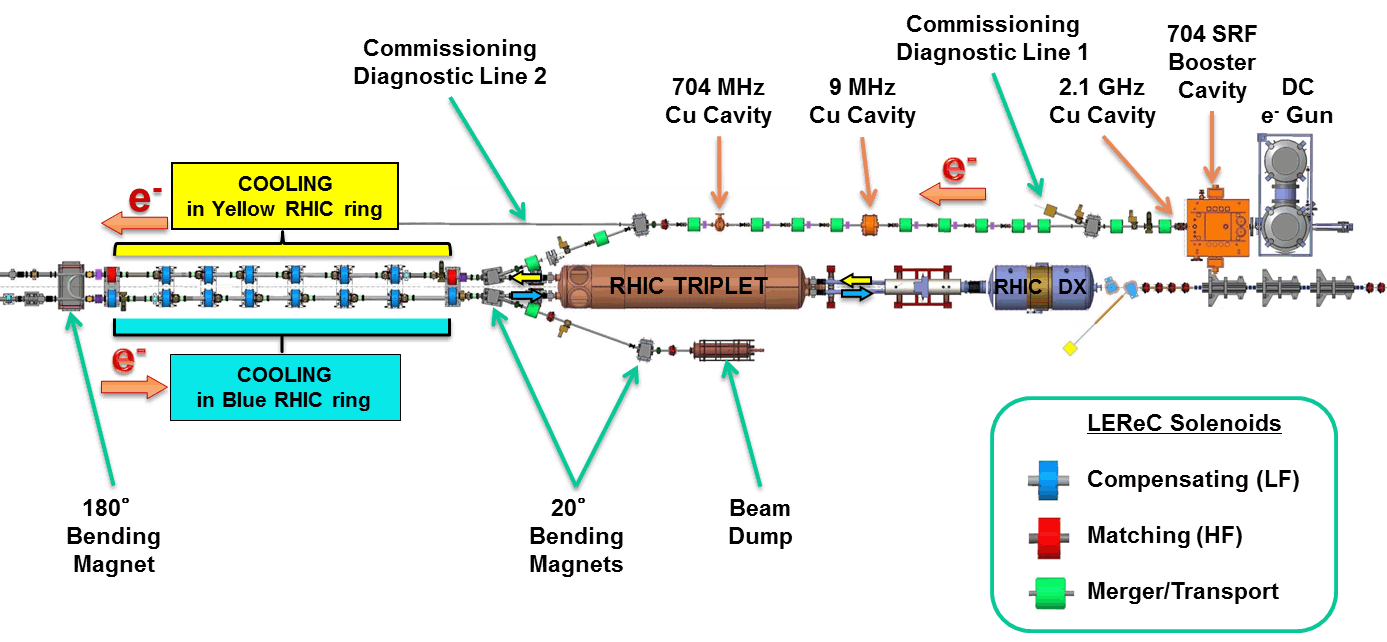 Commissioning
Diagnostic Line 2
704 MHz
Cu Cavity
9 MHz
Cu Cavity
Commissioning
Diagnostic Line 1
2.1 GHz
Cu Cavity
704 SRF
Booster
Cavity
DC
e- Gun
e-
COOLING
in Yellow RHIC ring
e-
RHIC TRIPLET
RHIC DX
e-
COOLING
in Blue RHIC ring
180°
Bending
Magnet
20°
Bending
Magnets
Beam
Dump
LEReC Solenoids
Compensating (LF)
Matching (HF)
Merger/Transport